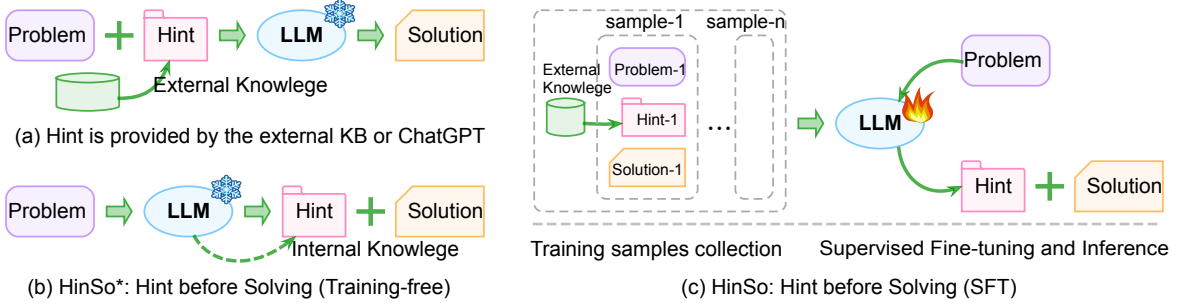 Problem
Hint
LLM
Solution
External Knowlege
(a) Hint is provided by the external KB or ChatGPT
Problem
LLM
Hint
Solution
Internal Knowlege
(b) HinSo*: Hint before Solving (Training-free)
sample-1
sample-n
Problem-1
External
Knowlege
Hint-1
...
Solution-1
Problem
LLM
Hint
Solution
Training samples collection
Supervised Fine-tuning and Inference
(c) HinSo: Hint before Solving (SFT)